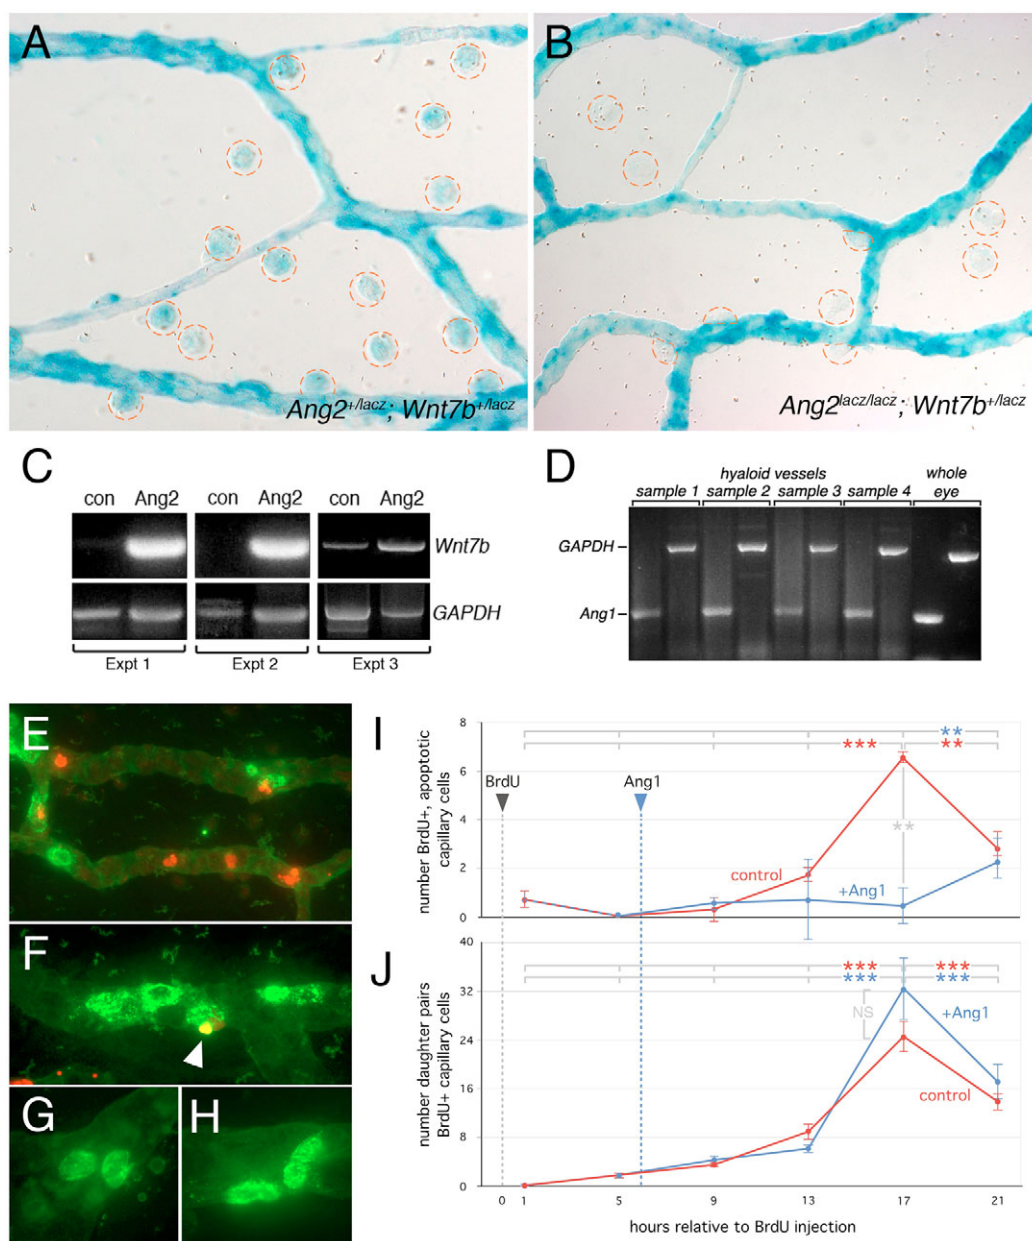 A
B
Ang2+/lacz; Wnt7b+/lacz
Ang2lacz/lacz; Wnt7b+/lacz
C
con Ang2 con Ang2 con Ang2
Wnt7b
GAPDH
Expt 1 Expt 2 Expt 3
D
hyaloid vessels
whole eye
sample 1 sample 2 sample 3 sample 4
GAPDH
Ang1
E
F
G
H
I
number BrdU+, apoptotic
capillary cells
8
6
4
2
0
BrdU
Ang1
**
*** **
**
control
+Ang1
J
number daughter pairs
BrdU+ capillary cells
40
32
24
16
8
0
*** ***
*** ***
NS
+Ang1
control
0 1 5 9 13 17 21
hours relative to BrdU injection